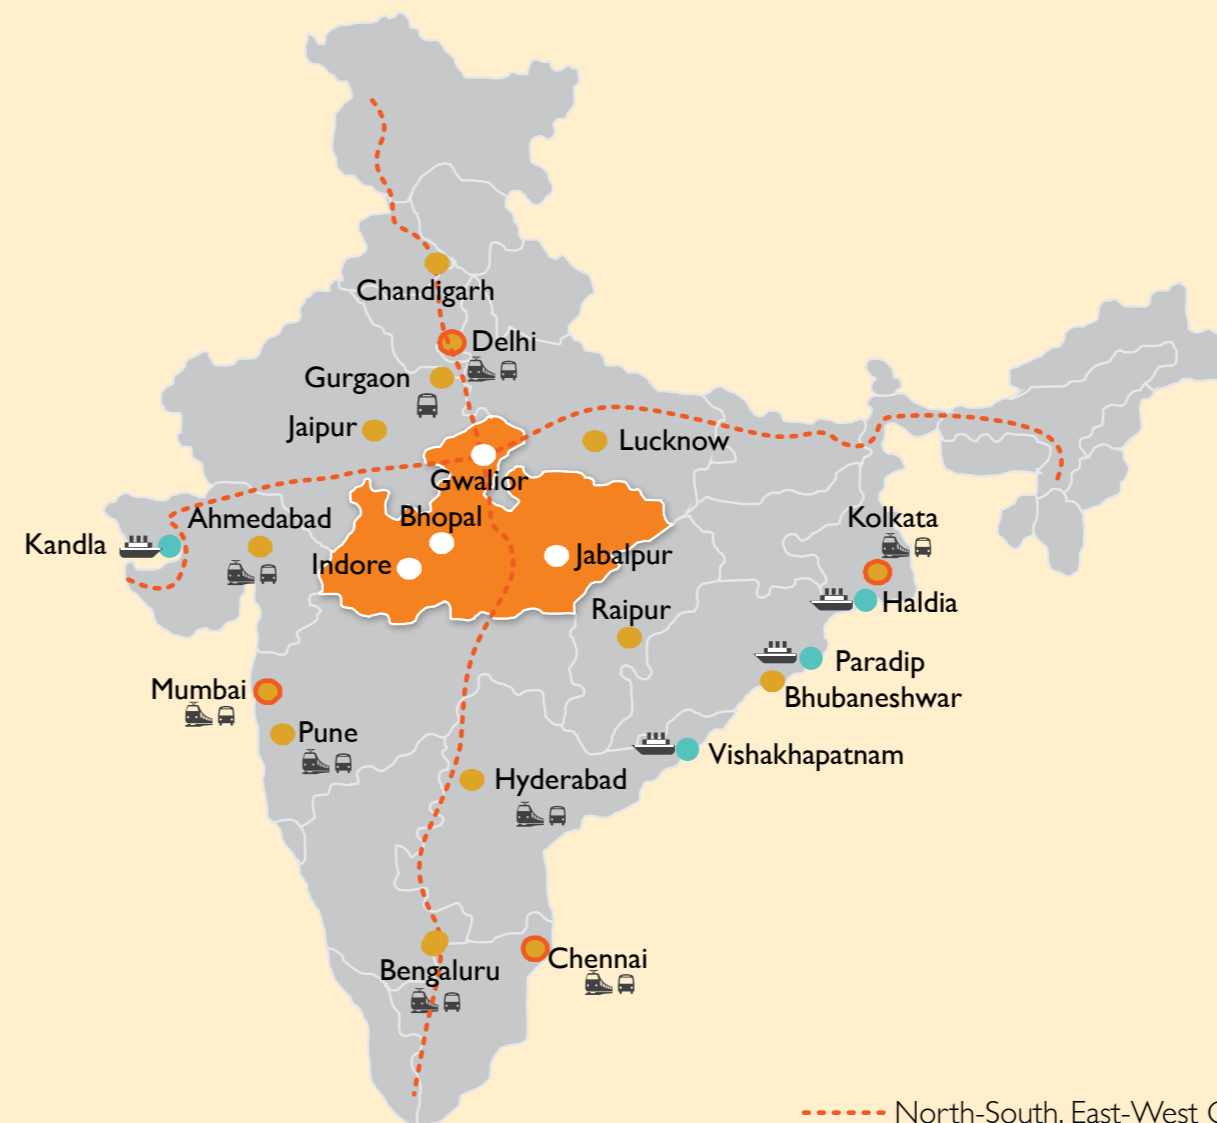 Chandigarh
Delhi
Gurgaon
Jaipur
Lucknow
Gwalior
Ahmedabad
Bhopal
Kolkata
Kandla
Indore
Jabalpur
Haldia
Raipur
Paradip
Mumbai
Bhubaneshwar
Pune
Vishakhapatnam
Hyderabad
Chennai
Bengaluru
North-South, East-West